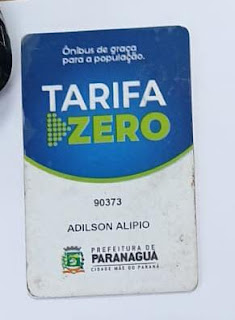 Ônibus de graça
para a população.
TARIFA
ZERO
90373
ADILSON ALIPIO
PREFEITURA DE
PARANAGUÁ
CIDADE MÃE DO PARANÁ